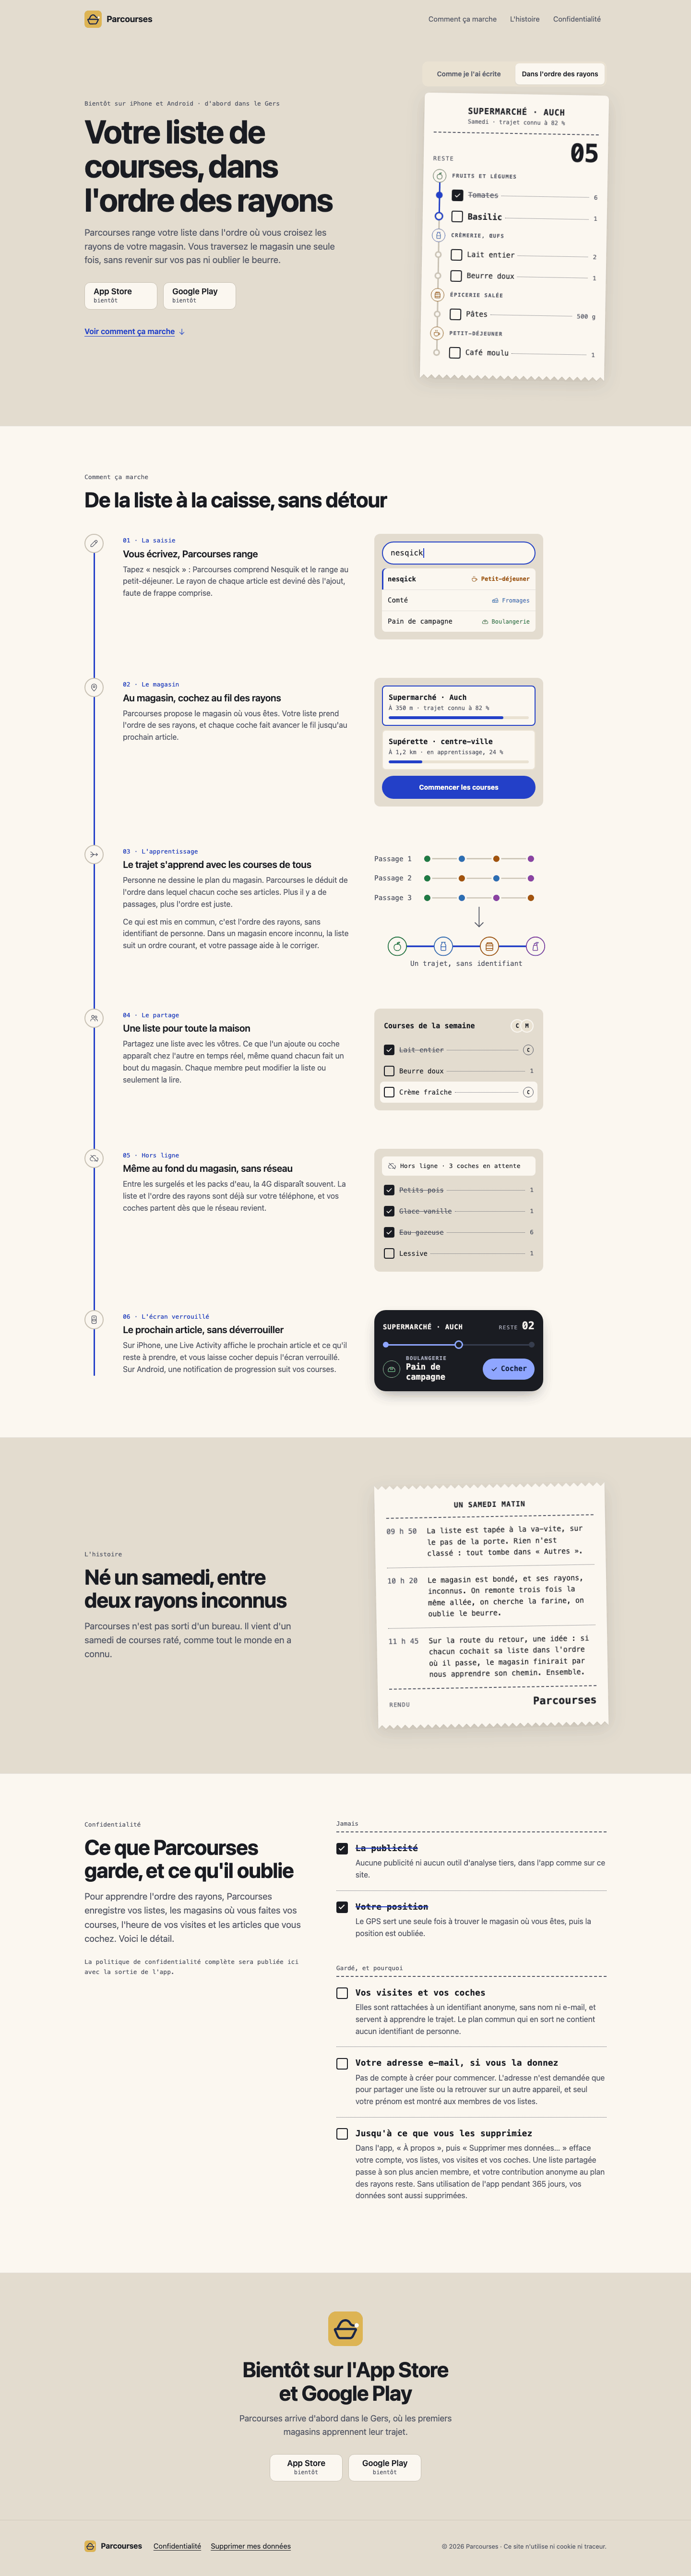 Parcourses
Comment ça marche
L'histoire
Confidentialité
Bientôt sur iPhone et Android · d'abord dans le Gers
Votre liste de
courses, dans
l'ordre des rayons
Parcourses range votre liste dans l'ordre où vous croisez les
rayons de votre magasin. Vous traversez le magasin une seule
fois, sans revenir sur vos pas ni oublier le beurre.
App Store
bientôt
Google Play
bientôt
Voir comment ça marche ↓
Comme je l'ai écrite
Dans l'ordre des rayons
SUPERMARCHÉ · AUCH
Samedi · trajet connu à 82 %
RESTE 05
FRUITS ET LÉGUMES
Tomates 6
Basilic 1
CRÈMERIE, ŒUFS
Lait entier 2
Beurre doux 1
ÉPICERIE SALÉE
Pâtes 500 g
PETIT-DÉJEUNER
Café moulu 1
Comment ça marche
De la liste à la caisse, sans détour
01 · La saisie
Vous écrivez, Parcourses range
Tapez « nesqick » : Parcourses comprend Nesquik et le range au
petit-déjeuner. Le rayon de chaque article est deviné dès l'ajout,
faute de frappe comprise.
nesqick
nesqick Petit-déjeuner
Comté Fromages
Pain de campagne Boulangerie
02 · Le magasin
Au magasin, cochez au fil des rayons
Parcourses propose le magasin où vous êtes. Votre liste prend
l'ordre de ses rayons, et chaque coche fait avancer le fil jusqu'au
prochain article.
Supermarché · Auch
À 350 m · trajet connu à 82 %
Supérette · centre-ville
À 1,2 km · en apprentissage, 24 %
Commencer les courses
03 · L'apprentissage
Le trajet s'apprend avec les courses de tous
Personne ne dessine le plan du magasin. Parcourses le déduit de
l'ordre dans lequel chacun coche ses articles. Plus il y a de
passages, plus l'ordre est juste.
Ce qui est mis en commun, c'est l'ordre des rayons, sans
identifiant de personne. Dans un magasin encore inconnu, la liste
suit un ordre courant, et votre passage aide à le corriger.
Passage 1
Passage 2
Passage 3
Un trajet, sans identifiant
04 · Le partage
Une liste pour toute la maison
Partagez une liste avec les vôtres. Ce que l'un ajoute ou coche
apparaît chez l'autre en temps réel, même quand chacun fait un
bout du magasin. Chaque membre peut modifier la liste ou
seulement la lire.
Courses de la semaine C M
Lait entier C
Beurre doux 1
Crème fraîche C
05 · Hors ligne
Même au fond du magasin, sans réseau
Entre les surgelés et les packs d'eau, la 4G disparaît souvent. La
liste et l'ordre des rayons sont déjà sur votre téléphone, et vos
coches partent dès que le réseau revient.
Hors ligne · 3 coches en attente
Petits pois 1
Glace vanille 1
Eau gazeuse 6
Lessive 1
06 · L'écran verrouillé
Le prochain article, sans déverrouiller
Sur iPhone, une Live Activity affiche le prochain article et ce qu'il
reste à prendre, et vous laisse cocher depuis l'écran verrouillé.
Sur Android, une notification de progression suit vos courses.
SUPERMARCHÉ · AUCH RESTE 02
BOULANGERIE
Pain de
campagne
Cocher
L'histoire
Né un samedi, entre
deux rayons inconnus
Parcourses n'est pas sorti d'un bureau. Il vient d'un
samedi de courses raté, comme tout le monde en a
connu.
UN SAMEDI MATIN
09 h 50 La liste est tapée à la va-vite, sur
le pas de la porte. Rien n'est
classé : tout tombe dans « Autres ».
10 h 20 Le magasin est bondé, et ses rayons,
inconnus. On remonte trois fois la
même allée, on cherche la farine, on
oublie le beurre.
11 h 45 Sur la route du retour, une idée : si
chacun cochait sa liste dans l'ordre
où il passe, le magasin finirait par
nous apprendre son chemin. Ensemble.
RENDU Parcourses
Confidentialité
Ce que Parcourses
garde, et ce qu'il oublie
Pour apprendre l'ordre des rayons, Parcourses
enregistre vos listes, les magasins où vous faites vos
courses, l'heure de vos visites et les articles que vous
cochez. Voici le détail.
La politique de confidentialité complète sera publiée ici
avec la sortie de l'app.
Jamais
La publicité
Aucune publicité ni aucun outil d'analyse tiers, dans l'app comme sur ce
site.
Votre position
Le GPS sert une seule fois à trouver le magasin où vous êtes, puis la
position est oubliée.
Gardé, et pourquoi
Vos visites et vos coches
Elles sont rattachées à un identifiant anonyme, sans nom ni e-mail, et
servent à apprendre le trajet. Le plan commun qui en sort ne contient
aucun identifiant de personne.
Votre adresse e-mail, si vous la donnez
Pas de compte à créer pour commencer. L'adresse n'est demandée que
pour partager une liste ou la retrouver sur un autre appareil, et seul
votre prénom est montré aux membres de vos listes.
Jusqu'à ce que vous les supprimiez
Dans l'app, « À propos », puis « Supprimer mes données… » efface
votre compte, vos listes, vos visites et vos coches. Une liste partagée
passe à son plus ancien membre, et votre contribution anonyme au plan
des rayons reste. Sans utilisation de l'app pendant 365 jours, vos
données sont aussi supprimées.
Bientôt sur l'App Store
et Google Play
Parcourses arrive d'abord dans le Gers, où les premiers
magasins apprennent leur trajet.
App Store
bientôt
Google Play
bientôt
Parcourses
Confidentialité
Supprimer mes données
© 2026 Parcourses · Ce site n'utilise ni cookie ni traceur.